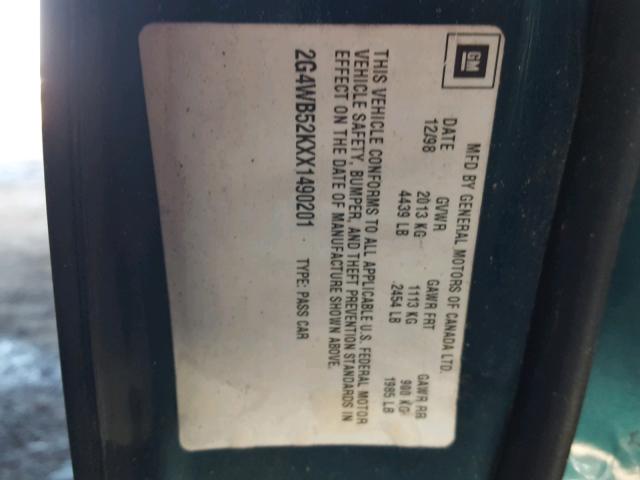 GM
MFD BY GENERAL MOTORS OF CANADA LTD.
DATE GVWR GAWR FRT GAWR RR
12/98 2013 KG 1113 KG 900 KG
4439 LB 2454 LB 1985 LB
THIS VEHICLE CONFORMS TO ALL APPLICABLE U.S. FEDERAL MOTOR
VEHICLE SAFETY, BUMPER, AND THEFT PREVENTION STANDARDS IN
EFFECT ON THE DATE OF MANUFACTURE SHOWN ABOVE.
2G4WB52KXX1490201 TYPE: PASS CAR